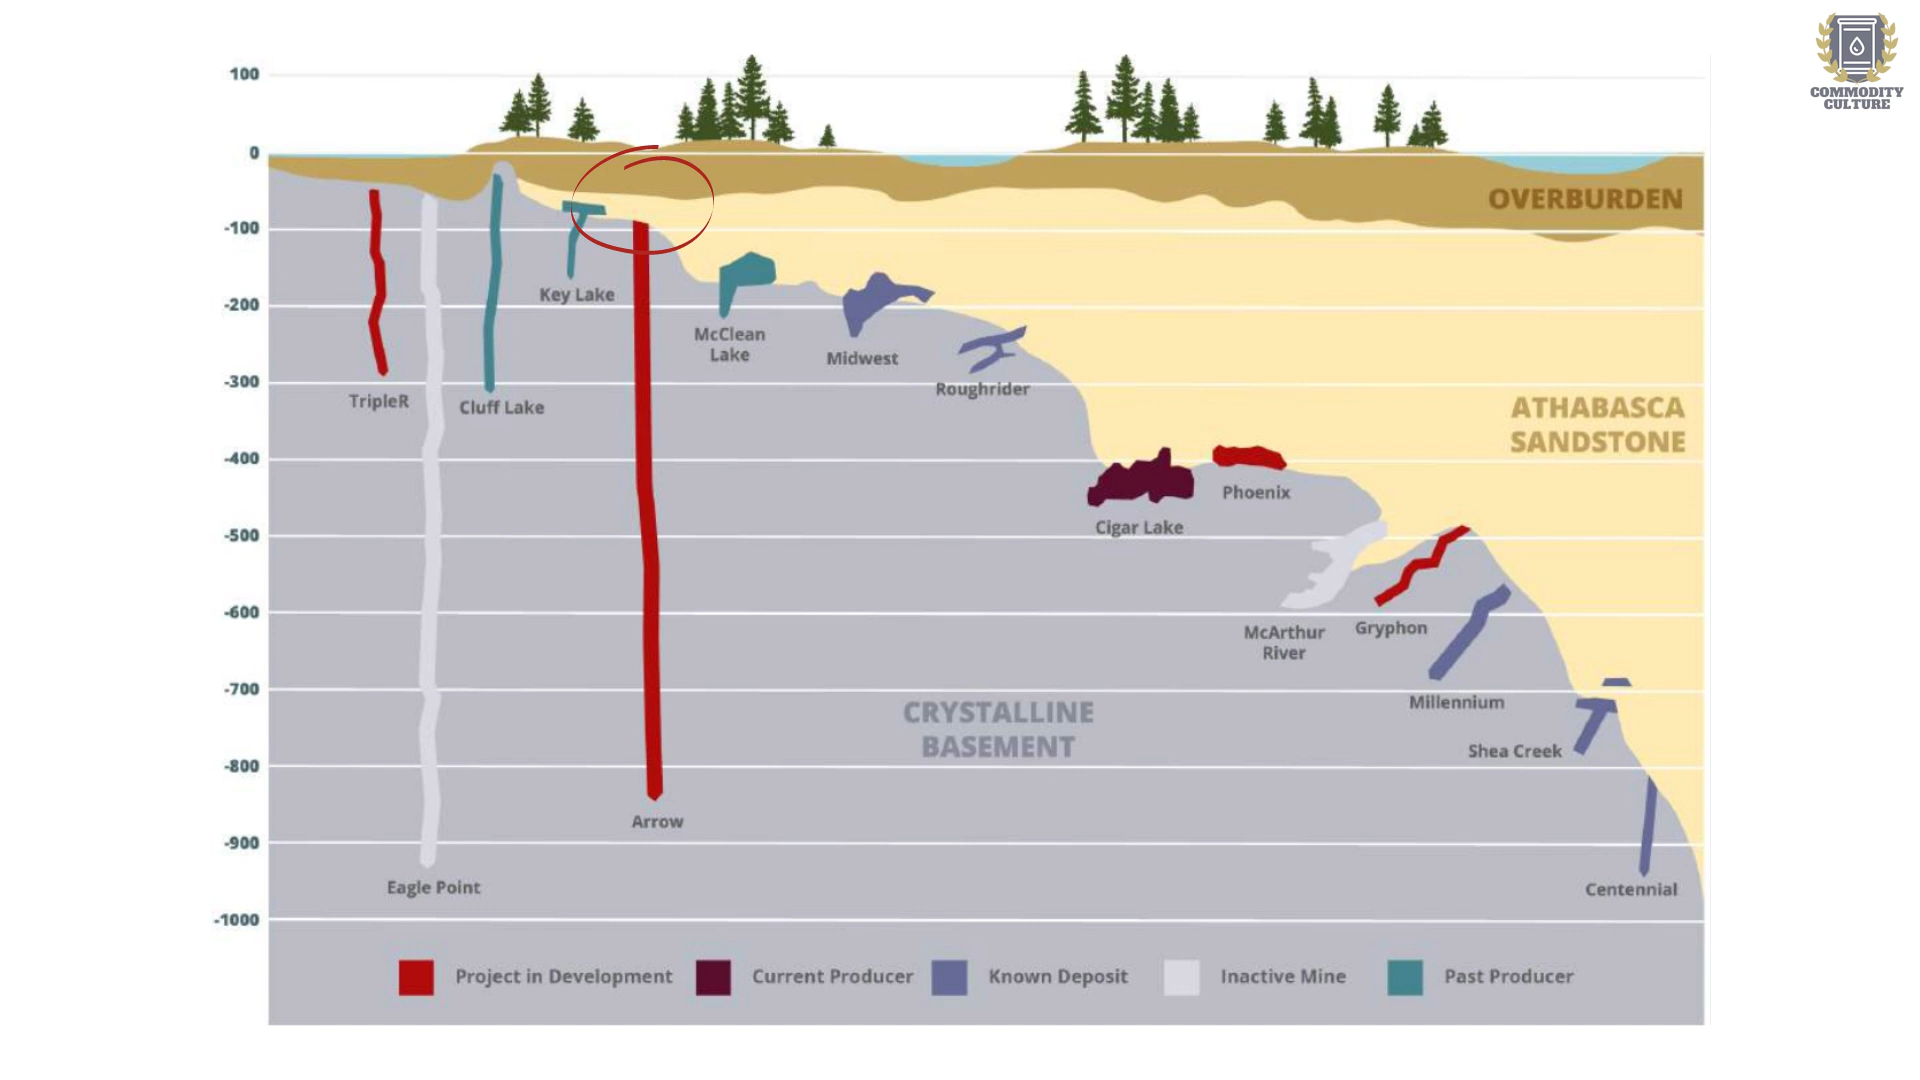 COMMODITY
CULTURE
100
0
-100
-200
-300
-400
-500
-600
-700
-800
-900
-1000
OVERBURDEN
ATHABASCA
SANDSTONE
CRYSTALLINE
BASEMENT
TripleR
Eagle Point
Cluff Lake
Key Lake
Arrow
McClean
Lake
Midwest
Roughrider
Cigar Lake
Phoenix
McArthur
River
Gryphon
Millennium
Shea Creek
Centennial
Project in Development
Current Producer
Known Deposit
Inactive Mine
Past Producer